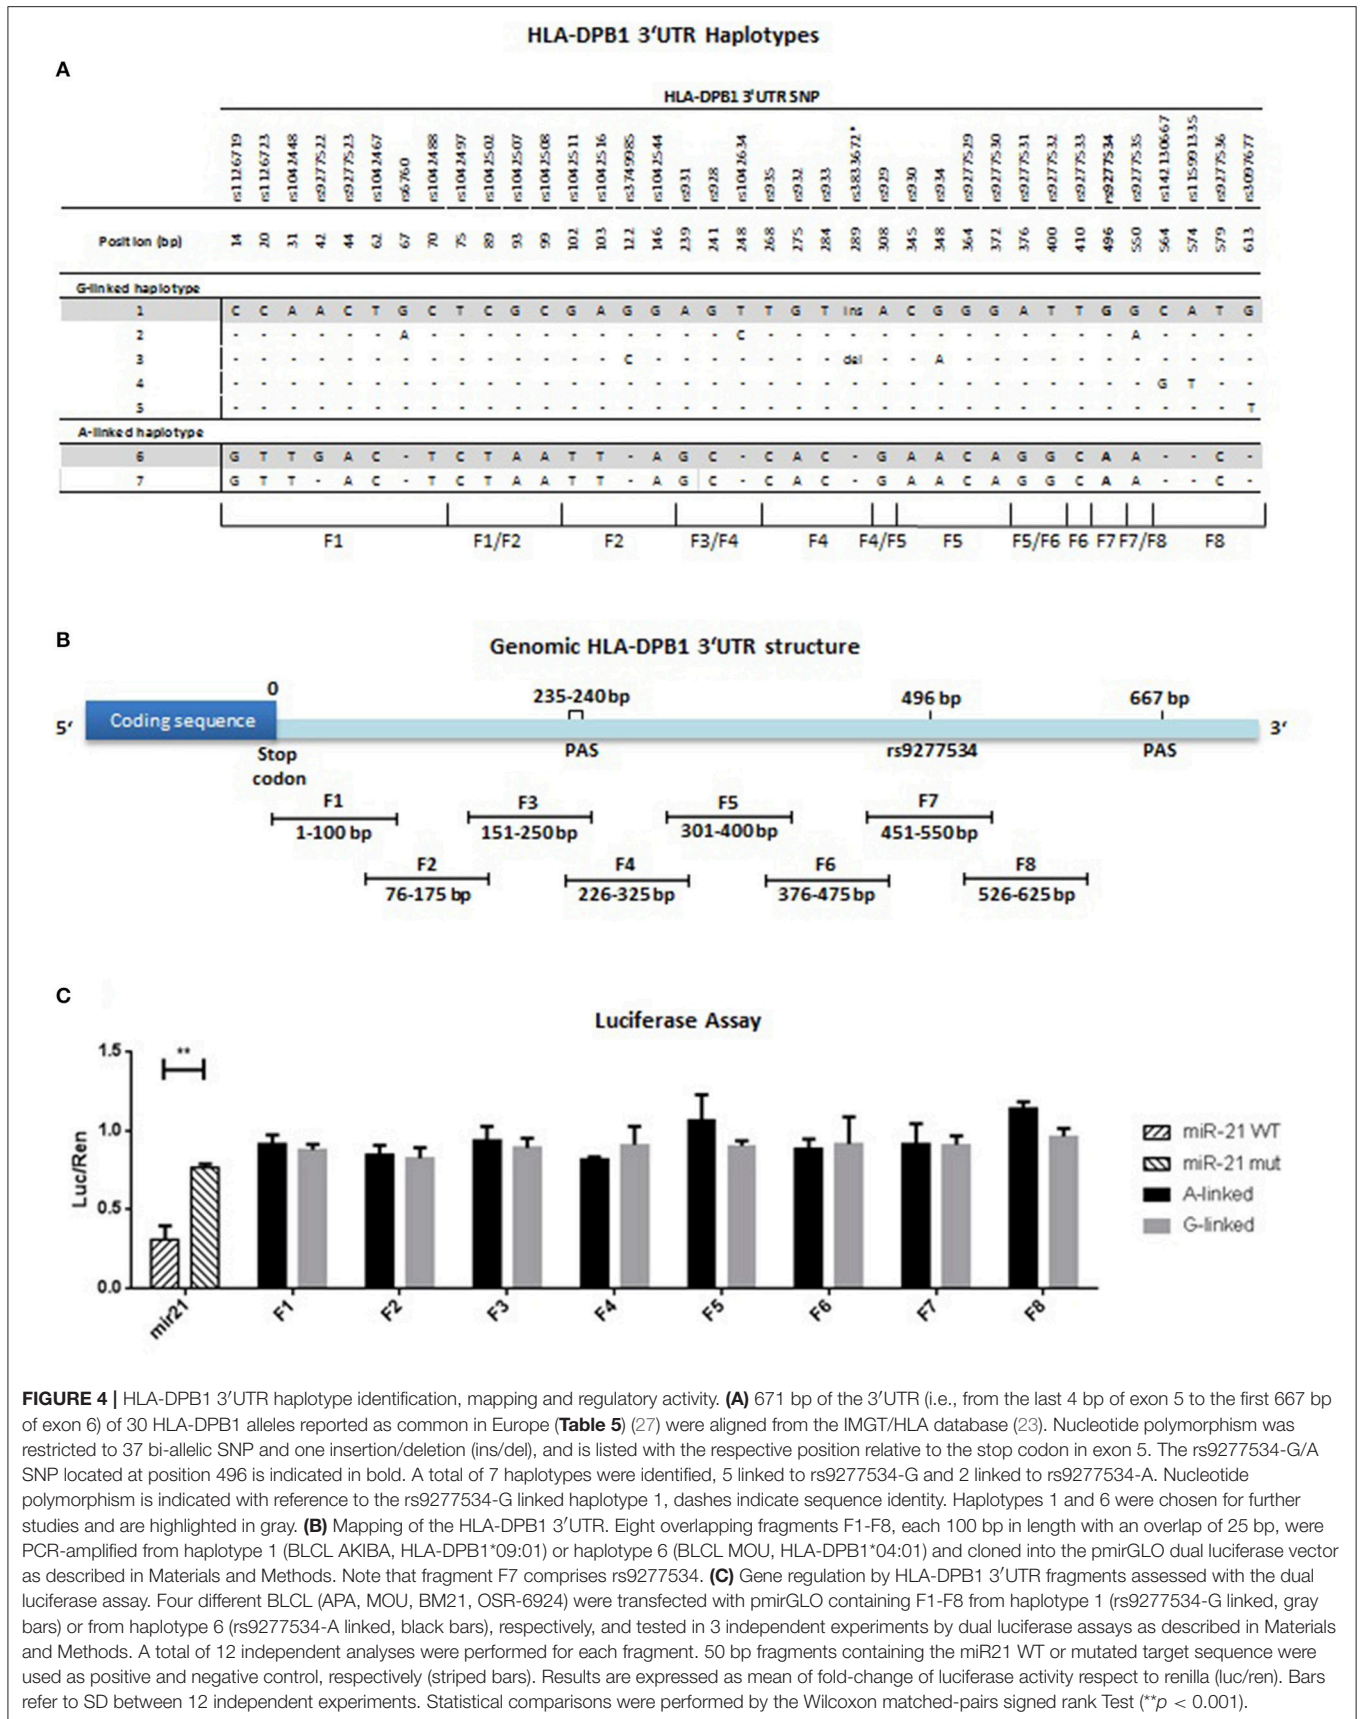 HLA-DPB1 3'UTR Haplotypes
A
HLA-DPB1 3'UTR SNP
rs1126719 rs1126723 rs1042448 rs9277522 rs9277523 rs1042467 rs67660 rs1042488 rs1042497 rs1042502 rs1042507 rs1042508 rs1042511 rs1042516 rs3749985 rs1042544 rs931 rs928 rs1042634 rs935 rs932 rs933 rs3833672* rs929 rs930 rs934 rs9277529 rs9277530 rs9277531 rs9277532 rs9277533 rs9277534 rs9277535 rs142130667 rs115991335 rs9277536 rs3097677
Position (bp) 14 20 31 42 44 62 67 70 75 89 93 99 102 103 122 146 239 241 248 268 275 284 289 308 345 348 364 372 376 400 410 496 550 564 574 579 613
G-linked haplotype
1 C C A A C T G C T C G C G A G G A G T T G T ins A C G G G A T T G G C A T G
2 - - - - - - A - - - - - - - - - - - C - - - - - - - - - - - - - A - - - -
3 - - - - - - - - - - - - - - C - - - - - - - del - - A - - - - - - - - - - -
4 - - - - - - - - - - - - - - - - - - - - - - - - - - - - - - - - - G T - -
5 - - - - - - - - - - - - - - - - - - - - - - - - - - - - - - - - - - - - T
A-linked haplotype
6 G T T G A C - T C T A A T T - A G C - C A C - G A A C A G G C A A - - C -
7 G T T - A C - T C T A A T T - A G C - C A C - G A A C A G G C A A - - C -
F1 F1/F2 F2 F3/F4 F4 F4/F5 F5 F5/F6 F6 F7 F7/F8 F8
B
Genomic HLA-DPB1 3'UTR structure
0 235-240 bp 496 bp 667 bp
5' Coding sequence 3'
Stop codon PAS rs9277534 PAS
F1 F3 F5 F7
1-100 bp 151-250bp 301-400bp 451-550bp
F2 F4 F6 F8
76-175 bp 226-325bp 376-475bp 526-625bp
C
Luciferase Assay
Luc/Ren
1.5
1.0
0.5
0.0
**
mir21 F1 F2 F3 F4 F5 F6 F7 F8
miR-21 WT
miR-21 mut
A-linked
G-linked
FIGURE 4 | HLA-DPB1 3′UTR haplotype identification, mapping and regulatory activity. (A) 671 bp of the 3′UTR (i.e., from the last 4 bp of exon 5 to the first 667 bp
of exon 6) of 30 HLA-DPB1 alleles reported as common in Europe (Table 5) (27) were aligned from the IMGT/HLA database (23). Nucleotide polymorphism was
restricted to 37 bi-allelic SNP and one insertion/deletion (ins/del), and is listed with the respective position relative to the stop codon in exon 5. The rs9277534-G/A
SNP located at position 496 is indicated in bold. A total of 7 haplotypes were identified, 5 linked to rs9277534-G and 2 linked to rs9277534-A. Nucleotide
polymorphism is indicated with reference to the rs9277534-G linked haplotype 1, dashes indicate sequence identity. Haplotypes 1 and 6 were chosen for further
studies and are highlighted in gray. (B) Mapping of the HLA-DPB1 3′UTR. Eight overlapping fragments F1-F8, each 100 bp in length with an overlap of 25 bp, were
PCR-amplified from haplotype 1 (BLCL AKIBA, HLA-DPB1*09:01) or haplotype 6 (BLCL MOU, HLA-DPB1*04:01) and cloned into the pmirGLO dual luciferase vector
as described in Materials and Methods. Note that fragment F7 comprises rs9277534. (C) Gene regulation by HLA-DPB1 3′UTR fragments assessed with the dual
luciferase assay. Four different BLCL (APA, MOU, BM21, OSR-6924) were transfected with pmirGLO containing F1-F8 from haplotype 1 (rs9277534-G linked, gray
bars) or from haplotype 6 (rs9277534-A linked, black bars), respectively, and tested in 3 independent experiments by dual luciferase assays as described in Materials
and Methods. A total of 12 independent analyses were performed for each fragment. 50 bp fragments containing the miR21 WT or mutated target sequence were
used as positive and negative control, respectively (striped bars). Results are expressed as mean of fold-change of luciferase activity respect to renilla (luc/ren). Bars
refer to SD between 12 independent experiments. Statistical comparisons were performed by the Wilcoxon matched-pairs signed rank Test (**p < 0.001).